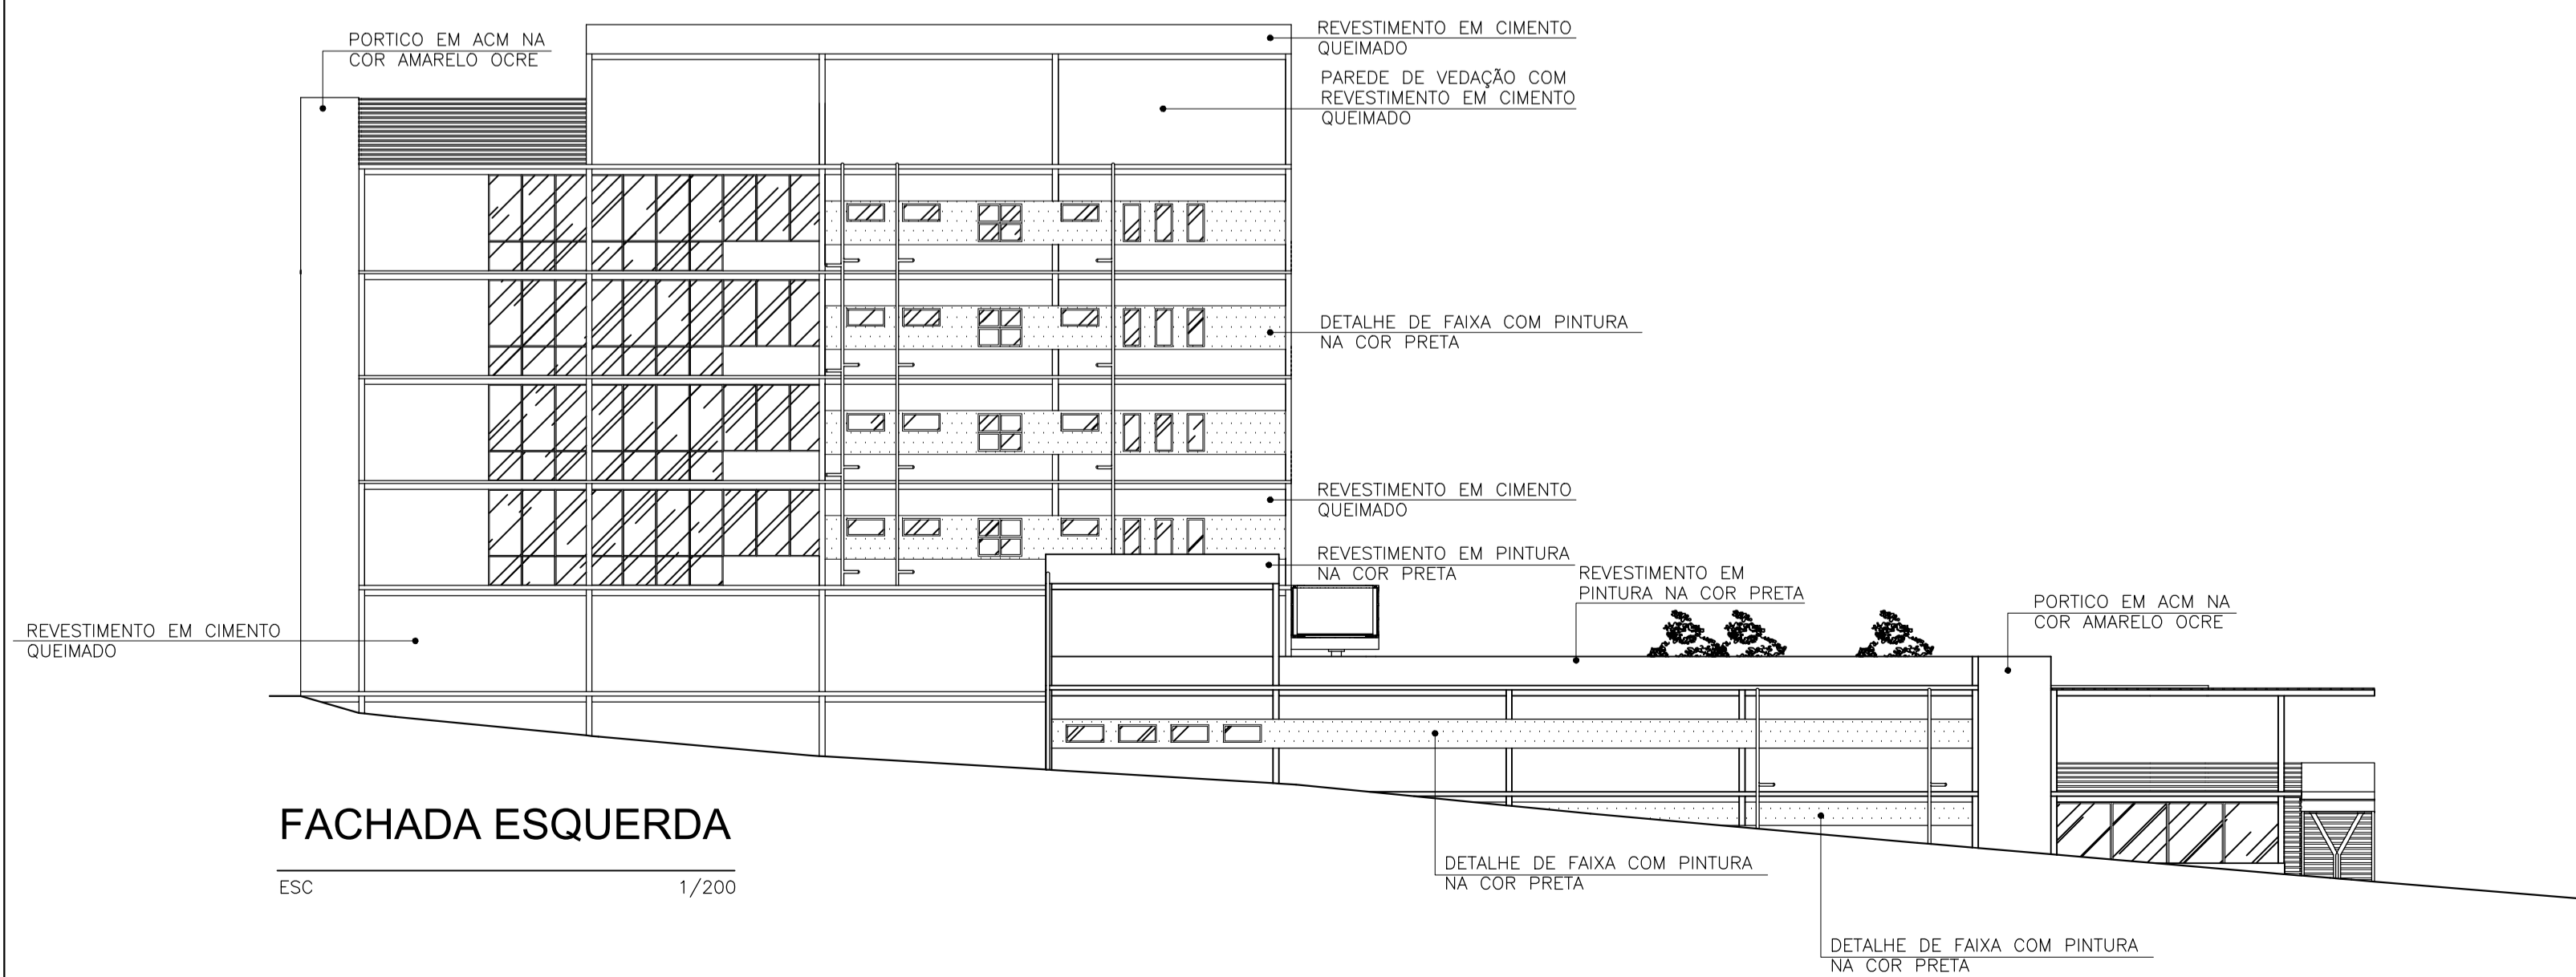 PORTICO EM ACM NA
COR AMARELO OCRE
REVESTIMENTO EM CIMENTO
QUEIMADO
PAREDE DE VEDAÇÃO COM
REVESTIMENTO EM CIMENTO
QUEIMADO
DETALHE DE FAIXA COM PINTURA
NA COR PRETA
REVESTIMENTO EM CIMENTO
QUEIMADO
REVESTIMENTO EM PINTURA
NA COR PRETA
REVESTIMENTO EM
PINTURA NA COR PRETA
PORTICO EM ACM NA
COR AMARELO OCRE
REVESTIMENTO EM CIMENTO
QUEIMADO
FACHADA ESQUERDA
ESC 1/200
DETALHE DE FAIXA COM PINTURA
NA COR PRETA
DETALHE DE FAIXA COM PINTURA
NA COR PRETA